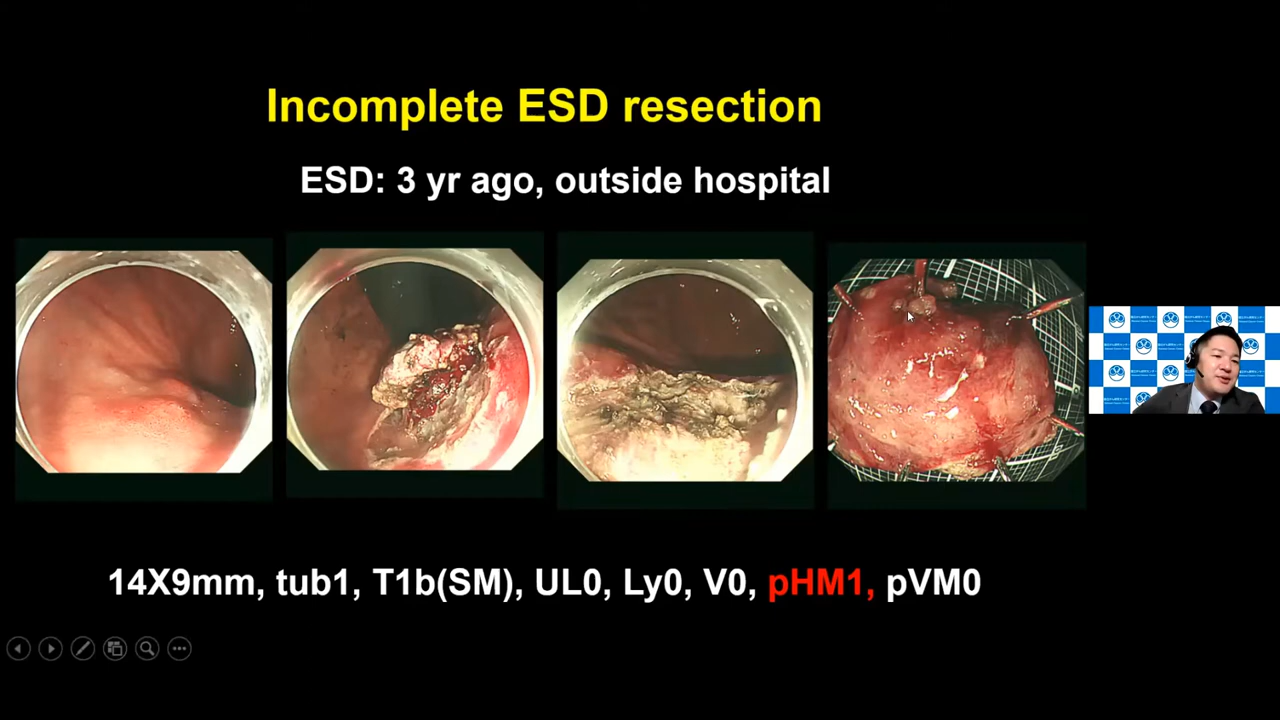 Incomplete ESD resection
ESD: 3 yr ago, outside hospital
14X9mm, tub1, T1b(SM), UL0, Ly0, V0, pHM1, pVM0